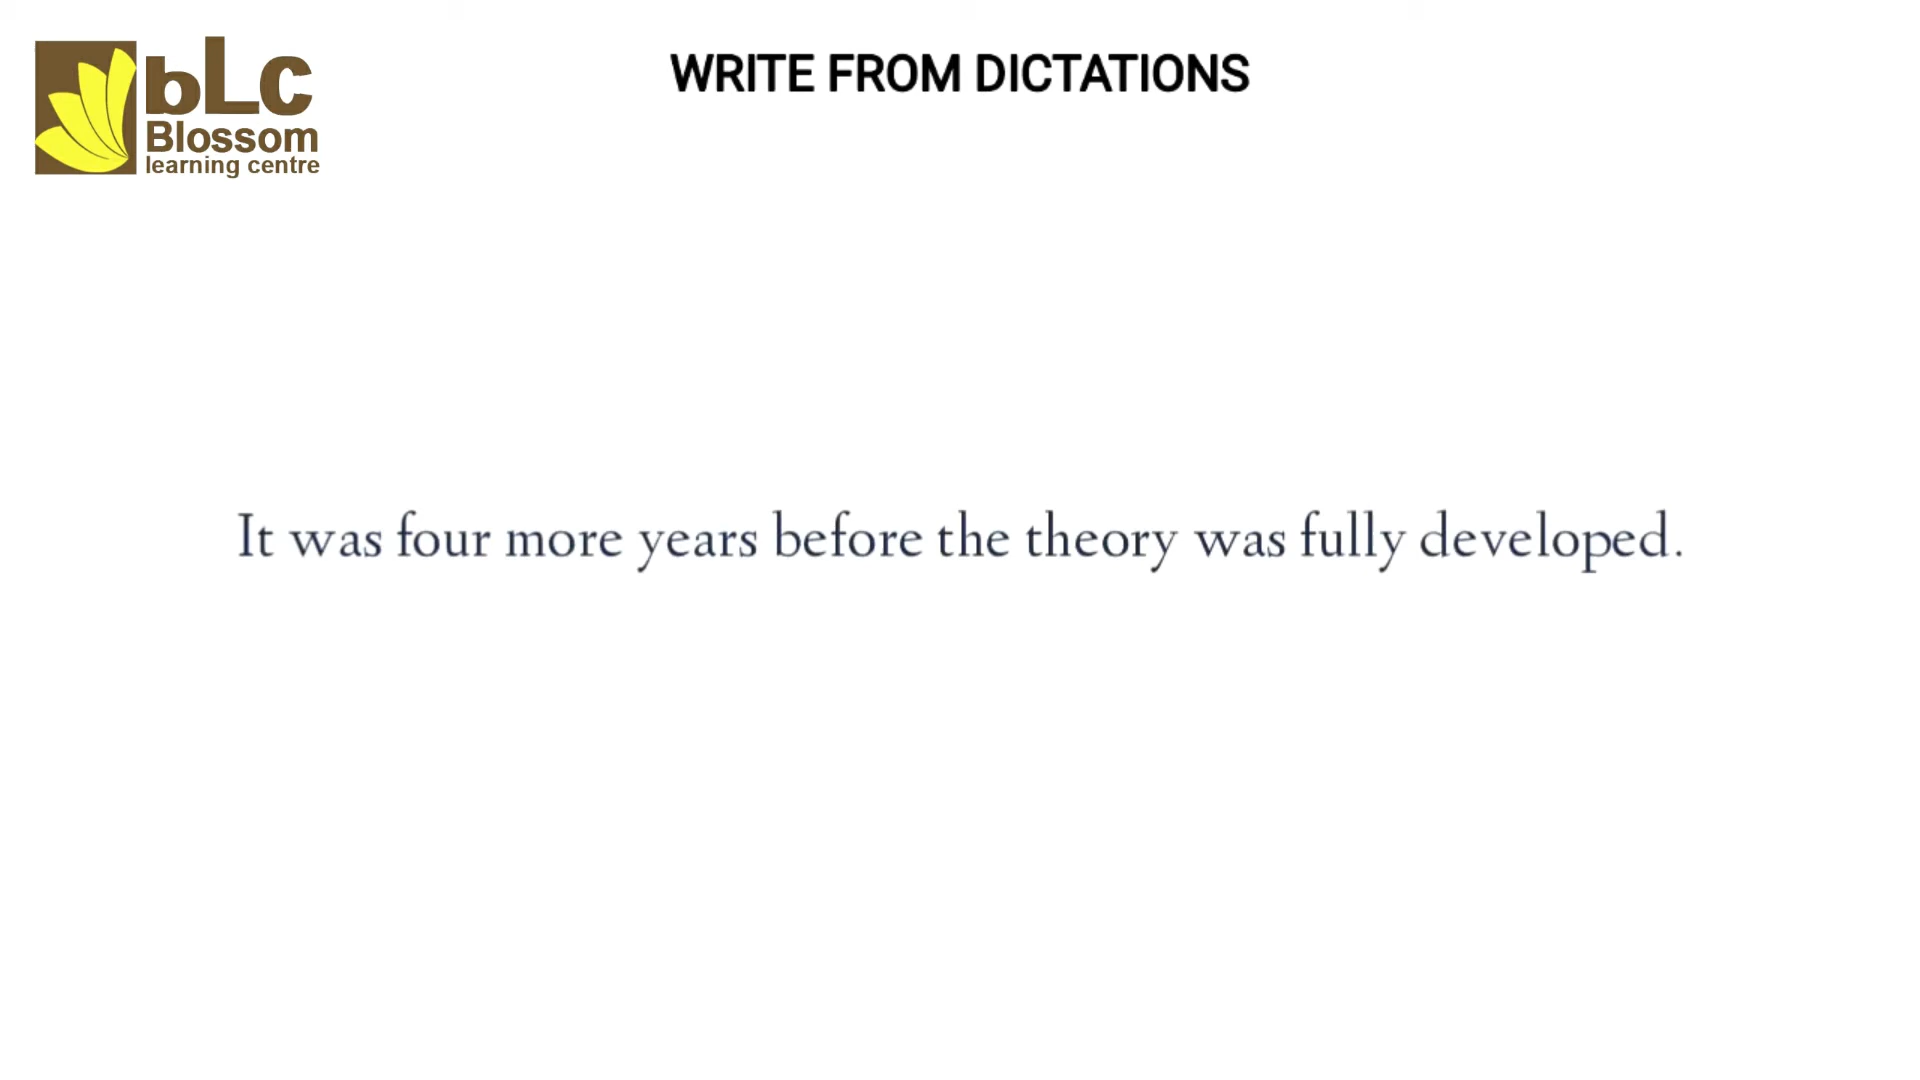 bLc
Blossom
learning centre
WRITE FROM DICTATIONS
It was four more years before the theory was fully developed.